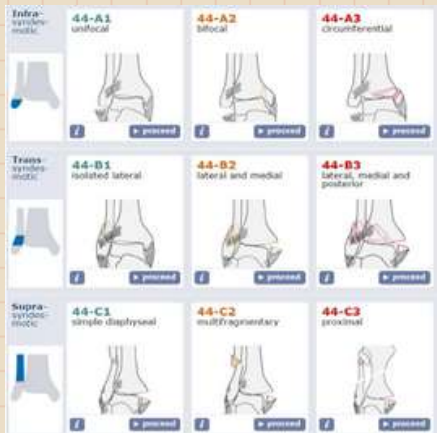 Infra-
syndes-
motic
44-A1
unifocal
44-A2
bifocal
44-A3
circumferential
i
▶ proceed
i
▶ proceed
i
▶ proceed
Trans-
syndes-
motic
44-B1
isolated lateral
44-B2
lateral and medial
44-B3
lateral, medial and
posterior
i
▶ proceed
i
▶ proceed
i
▶ proceed
Supra-
syndes-
motic
44-C1
simple diaphyseal
44-C2
multifragmentary
44-C3
proximal
i
▶ proceed
i
▶ proceed
i
▶ proceed